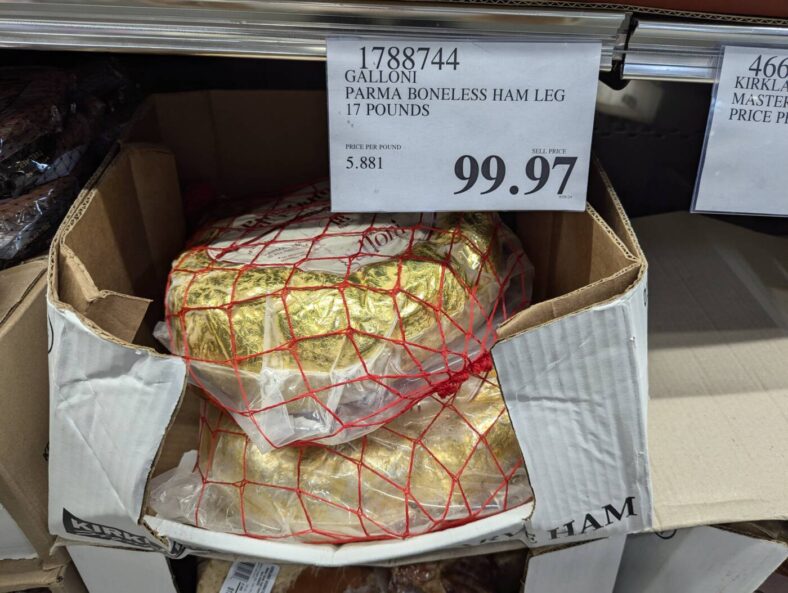 1788744
GALLONI
PARMA BONELESS HAM LEG
17 POUNDS
PRICE PER POUND
5.881
SELL PRICE
99.97
466
KIRKLA
MASTER
PRICE P
KIRK
HAM